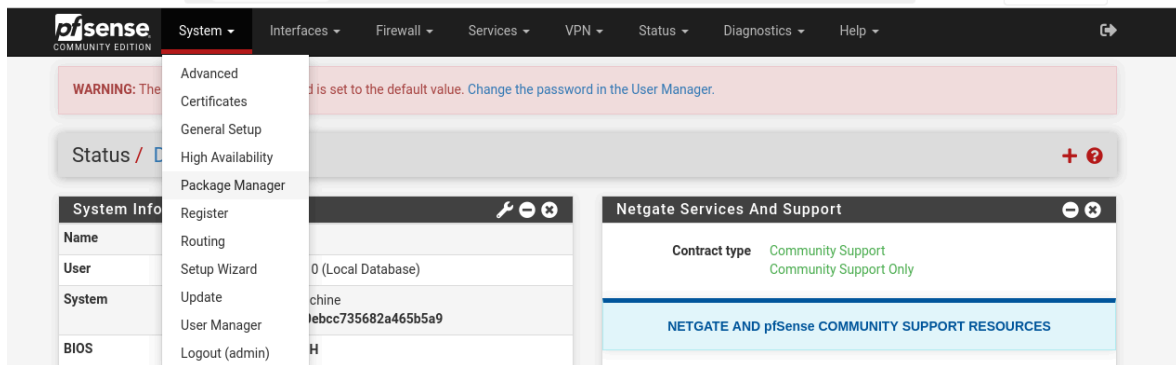 pfsense System Interfaces Firewall Services VPN Status Diagnostics Help
COMMUNITY EDITION
Advanced
Certificates
General Setup
High Availability
Package Manager
Register
Routing
Setup Wizard
Update
User Manager
Logout (admin)
WARNING: The is set to the default value. Change the password in the User Manager.
Status /
System Info
Name
User 0 (Local Database)
System chine
ebcc735682a465b5a9
BIOS H
Netgate Services And Support
Contract type Community Support
Community Support Only
NETGATE AND pfSense COMMUNITY SUPPORT RESOURCES